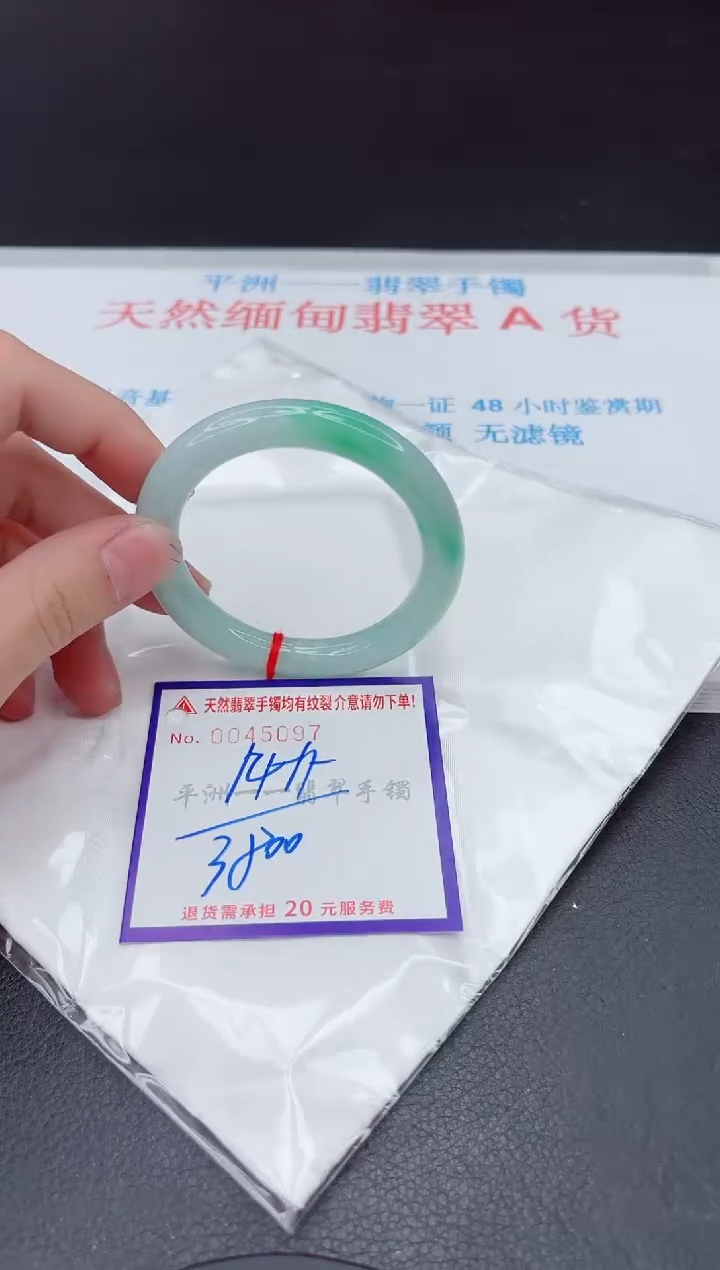 平洲——翡翠手镯
天然缅甸翡翠 A 货
一证 48 小时鉴赏期
颜 无滤镜
天然翡翠手镯均有纹裂介意请勿下单!
No. 0045097
平洲——翡翠手镯
3800
退货需承担 20 元服务费